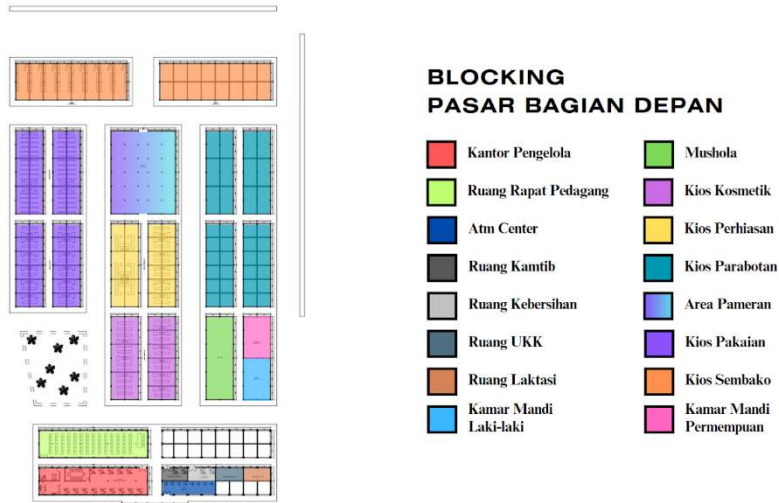 BLOCKING
PASAR BAGIAN DEPAN
Kantor Pengelola
Ruang Rapat Pedagang
Atm Center
Ruang Kamtib
Ruang Kebersihan
Ruang UKK
Ruang Laktasi
Kamar Mandi
Laki-laki
Mushola
Kios Kosmetik
Kios Perhiasan
Kios Parabotan
Area Pameran
Kios Pakaian
Kios Sembako
Kamar Mandi
Permempuan